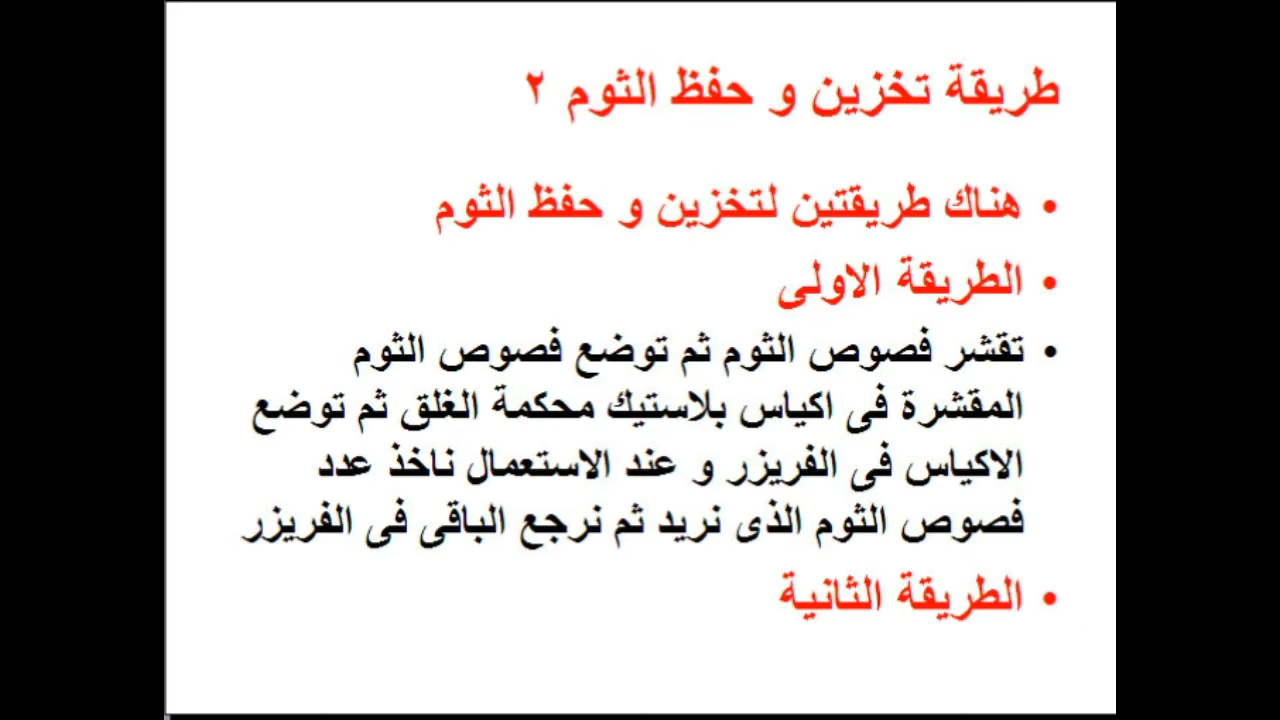 طريقة تخزين و حفظ الثوم ٢
• هناك طريقتين لتخزين و حفظ الثوم
• الطريقة الاولى
• تقشر فصوص الثوم ثم توضع فصوص الثوم
المقشرة فى اكياس بلاستيك محكمة الغلق ثم توضع
الاكياس فى الفريزر و عند الاستعمال ناخذ عدد
فصوص الثوم الذى نريد ثم نرجع الباقى فى الفريزر
• الطريقة الثانية